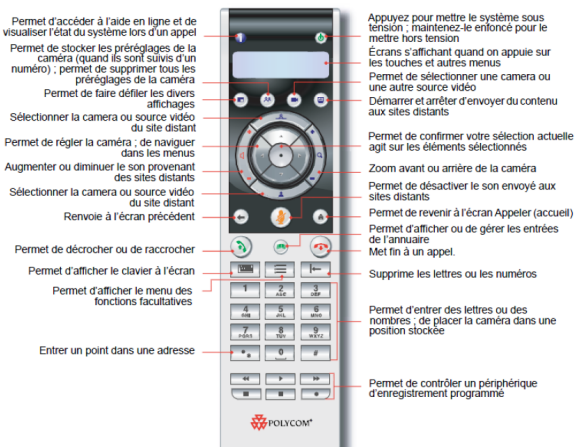 Permet d'accéder à l'aide en ligne et de
visualiser l'état du système lors d'un appel
Permet de stocker les préréglages de la
caméra (quand ils sont suivis d'un
numéro) ; permet de supprimer tous les
préréglages de la caméra
Permet de faire défiler les divers
affichages
Sélectionner la camera ou source vidéo
du site distant
Permet de régler la caméra ; de naviguer
dans les menus
Augmenter ou diminuer le son provenant
des sites distants
Sélectionner la camera ou source vidéo
du site distant
Renvoie à l'écran précédent
Permet de décrocher ou de raccrocher
Permet d'afficher le clavier à l'écran
Permet d'afficher le menu des
fonctions facultatives
Entrer un point dans une adresse
Appuyez pour mettre le système sous
tension ; maintenez-le enfoncé pour le
mettre hors tension
Écrans s'affichant quand on appuie sur
les touches et autres menus
Permet de sélectionner une camera ou
une autre source vidéo
Démarrer et arrêter d'envoyer du contenu
aux sites distants
Permet de confirmer votre sélection actuelle
agit sur les éléments sélectionnés
Zoom avant ou arrière de la caméra
Permet de désactiver le son envoyé aux
sites distants
Permet de revenir à l'écran Appeler (accueil)
Permet d'afficher ou de gérer les entrées
de l'annuaire
Met fin à un appel.
Supprime les lettres ou les numéros
Permet d'entrer des lettres ou des
nombres ; de placer la caméra dans une
position stockée
Permet de contrôler un périphérique
d'enregistrement programmé
1 2 3
ABC DEF
4 5 6
GHI JKL MNO
7 8 9
PQRS TUV WXYZ
0 #
POLYCOM